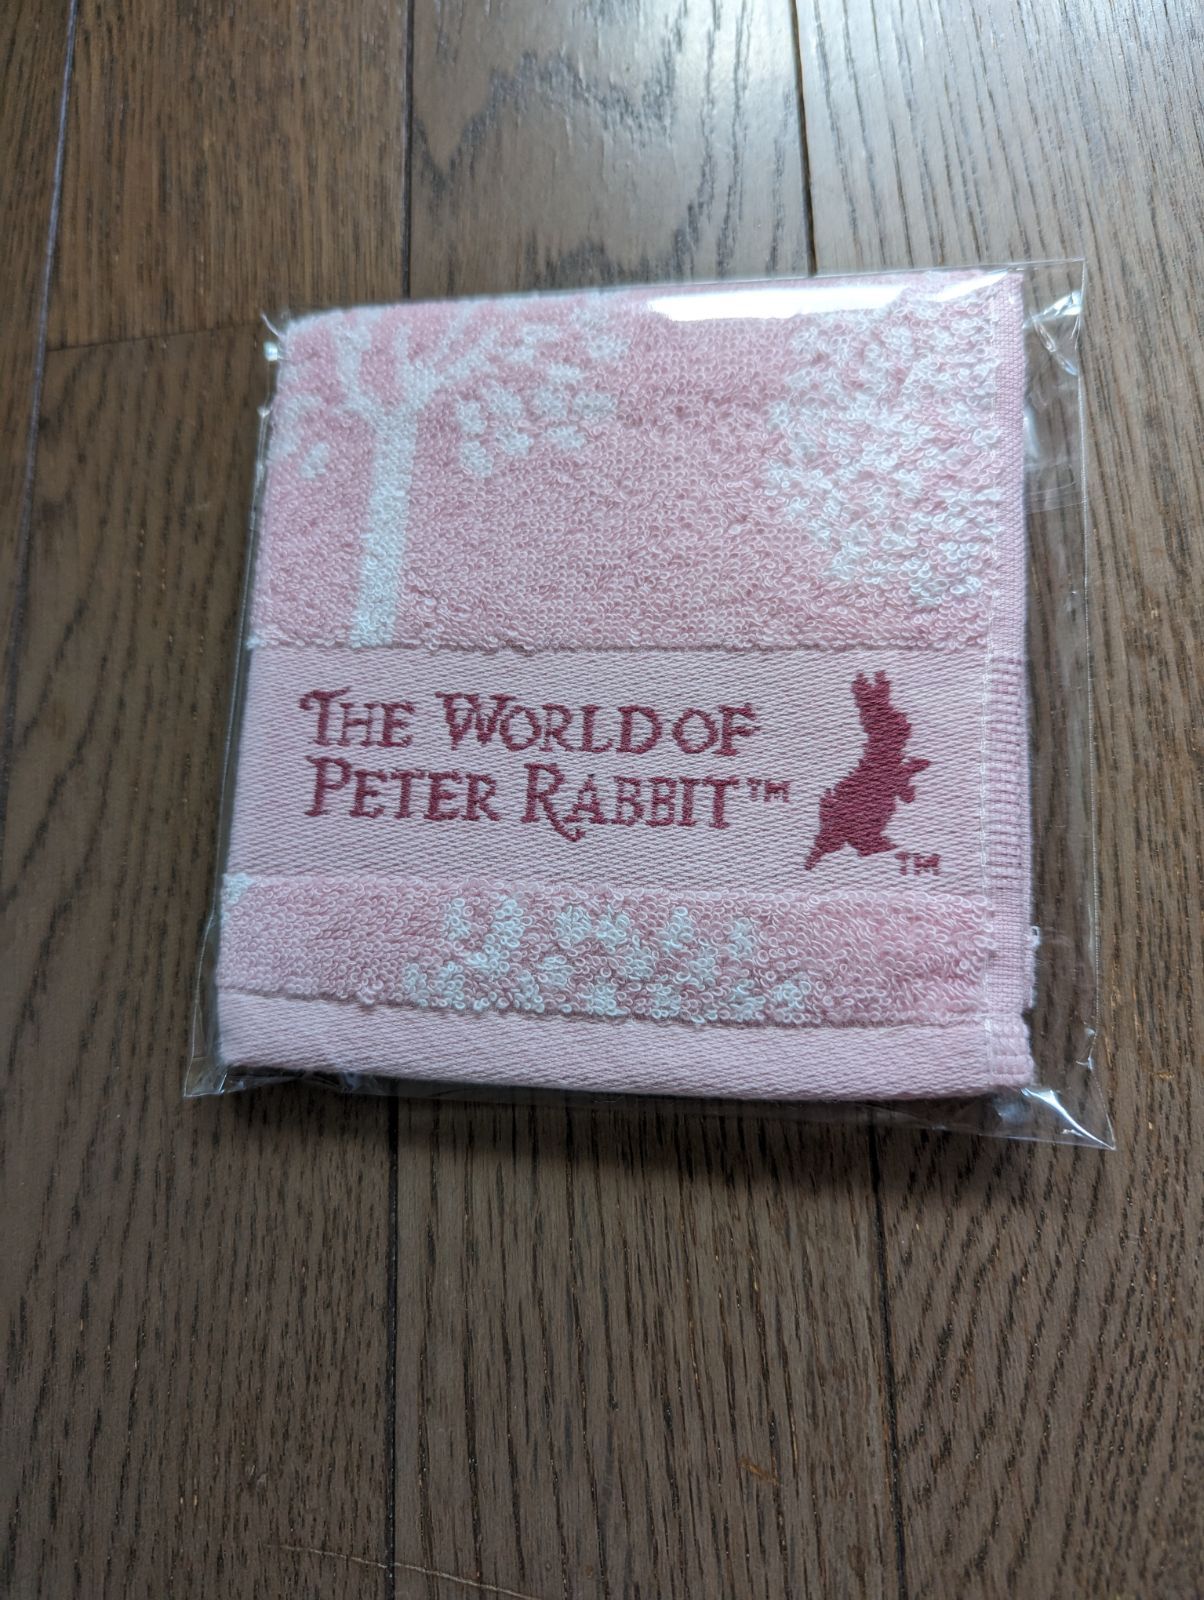 THE WORLD OF
PETER RABBIT™
™